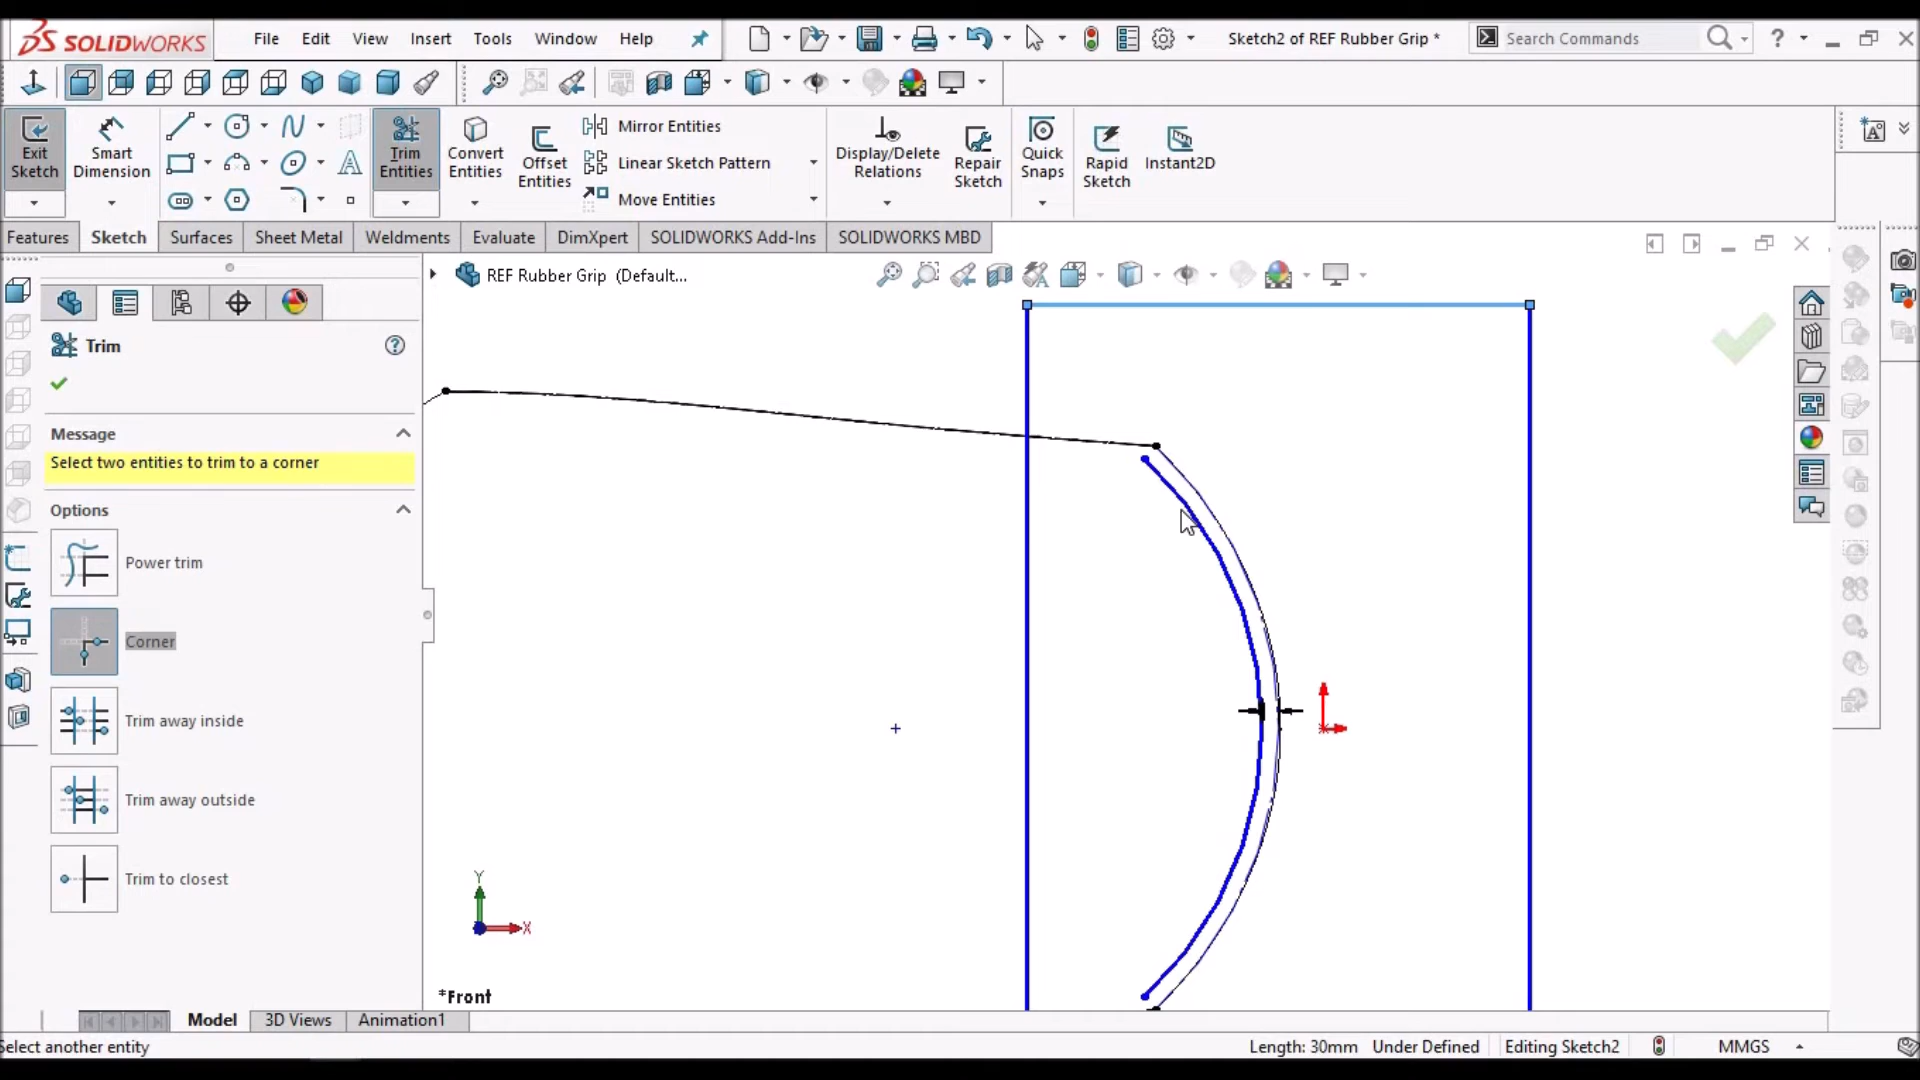 SOLIDWORKS File Edit View Insert Tools Window Help Sketch2 of REF Rubber Grip * Search Commands
Exit Sketch
Smart Dimension
Trim Entities
Convert Entities
Offset Entities
Mirror Entities
Linear Sketch Pattern
Move Entities
Display/Delete Relations
Repair Sketch
Quick Snaps
Rapid Sketch
Instant2D
Features Sketch Surfaces Sheet Metal Weldments Evaluate DimXpert SOLIDWORKS Add-Ins SOLIDWORKS MBD
REF Rubber Grip (Default...
Trim
Message
Select two entities to trim to a corner
Options
Power trim
Corner
Trim away inside
Trim away outside
Trim to closest
Y
X
*Front
Model 3D Views Animation1
Select another entity Length: 30mm Under Defined Editing Sketch2 MMGS